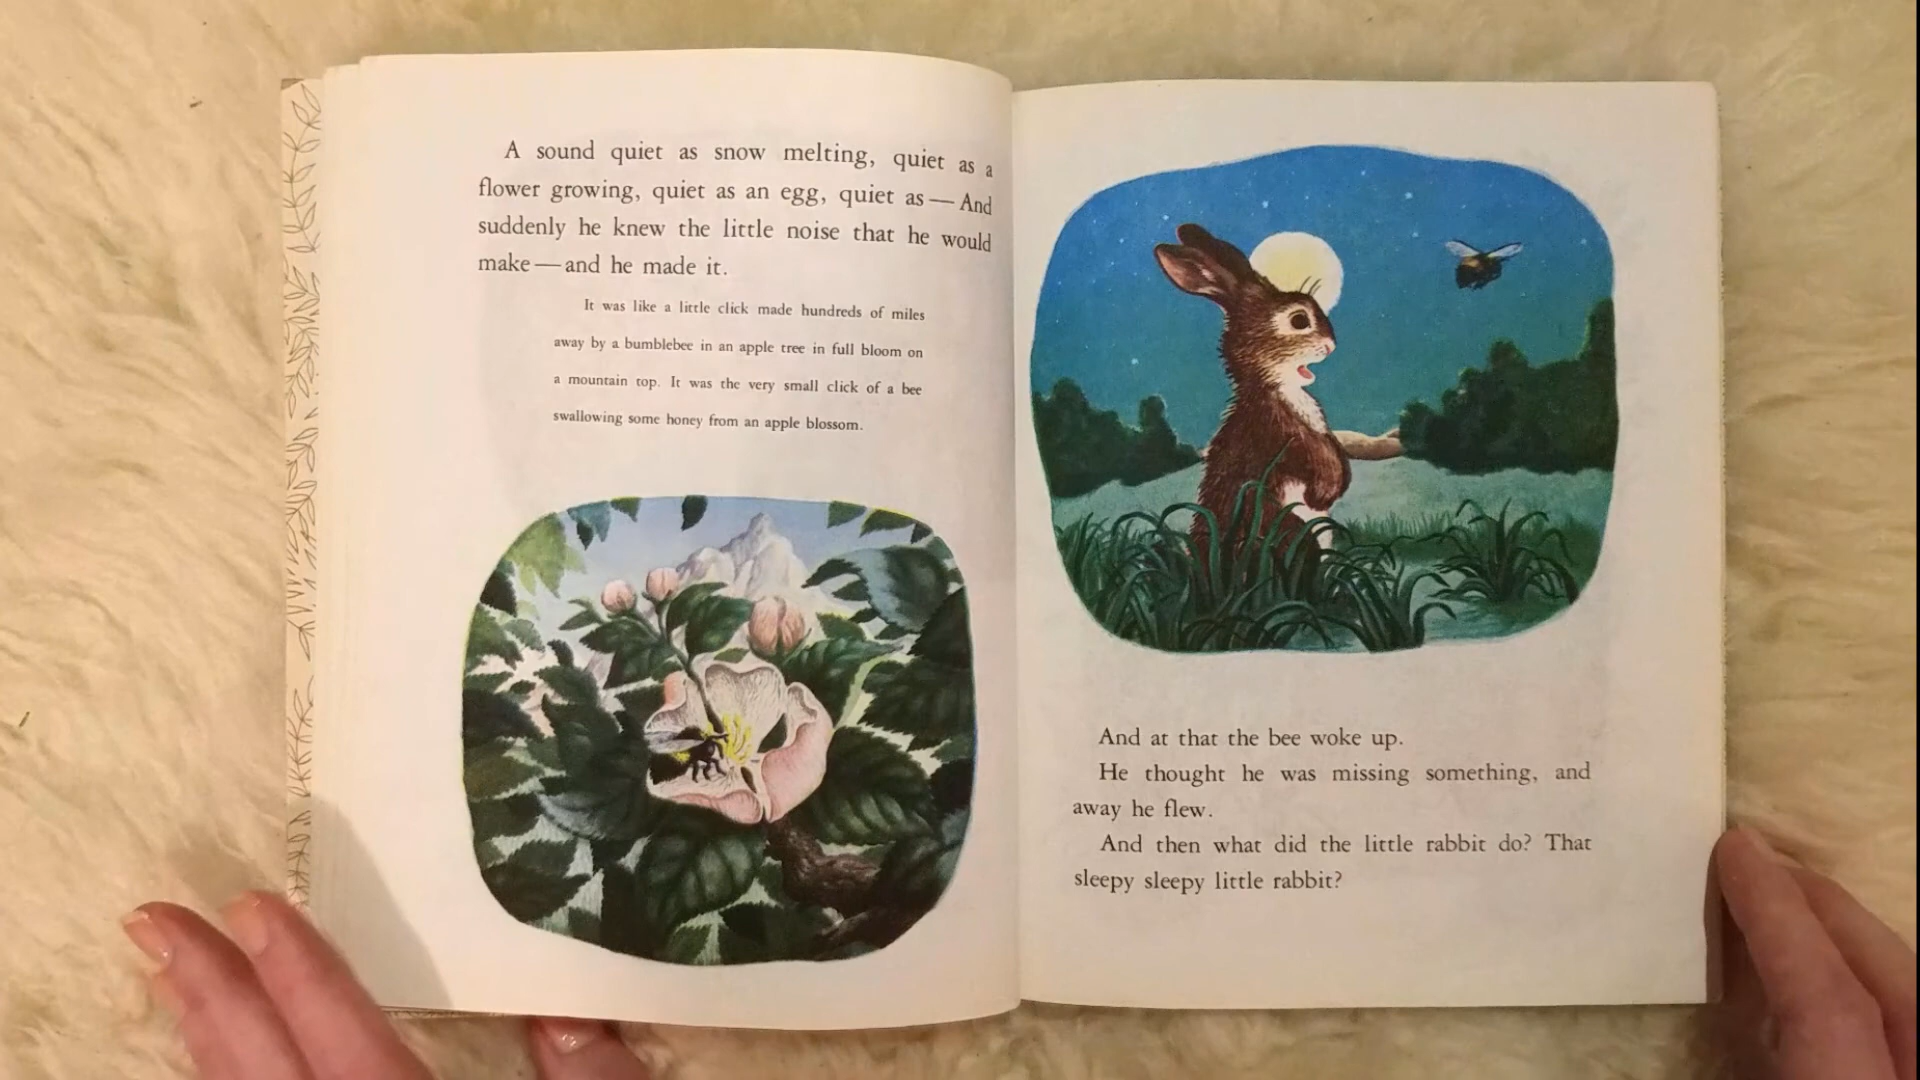 A sound quiet as snow melting, quiet as a
flower growing, quiet as an egg, quiet as — And
suddenly he knew the little noise that he would
make — and he made it.
It was like a little click made hundreds of miles
away by a bumblebee in an apple tree in full bloom on
a mountain top. It was the very small click of a bee
swallowing some honey from an apple blossom.
And at that the bee woke up.
He thought he was missing something, and
away he flew.
And then what did the little rabbit do? That
sleepy sleepy little rabbit?